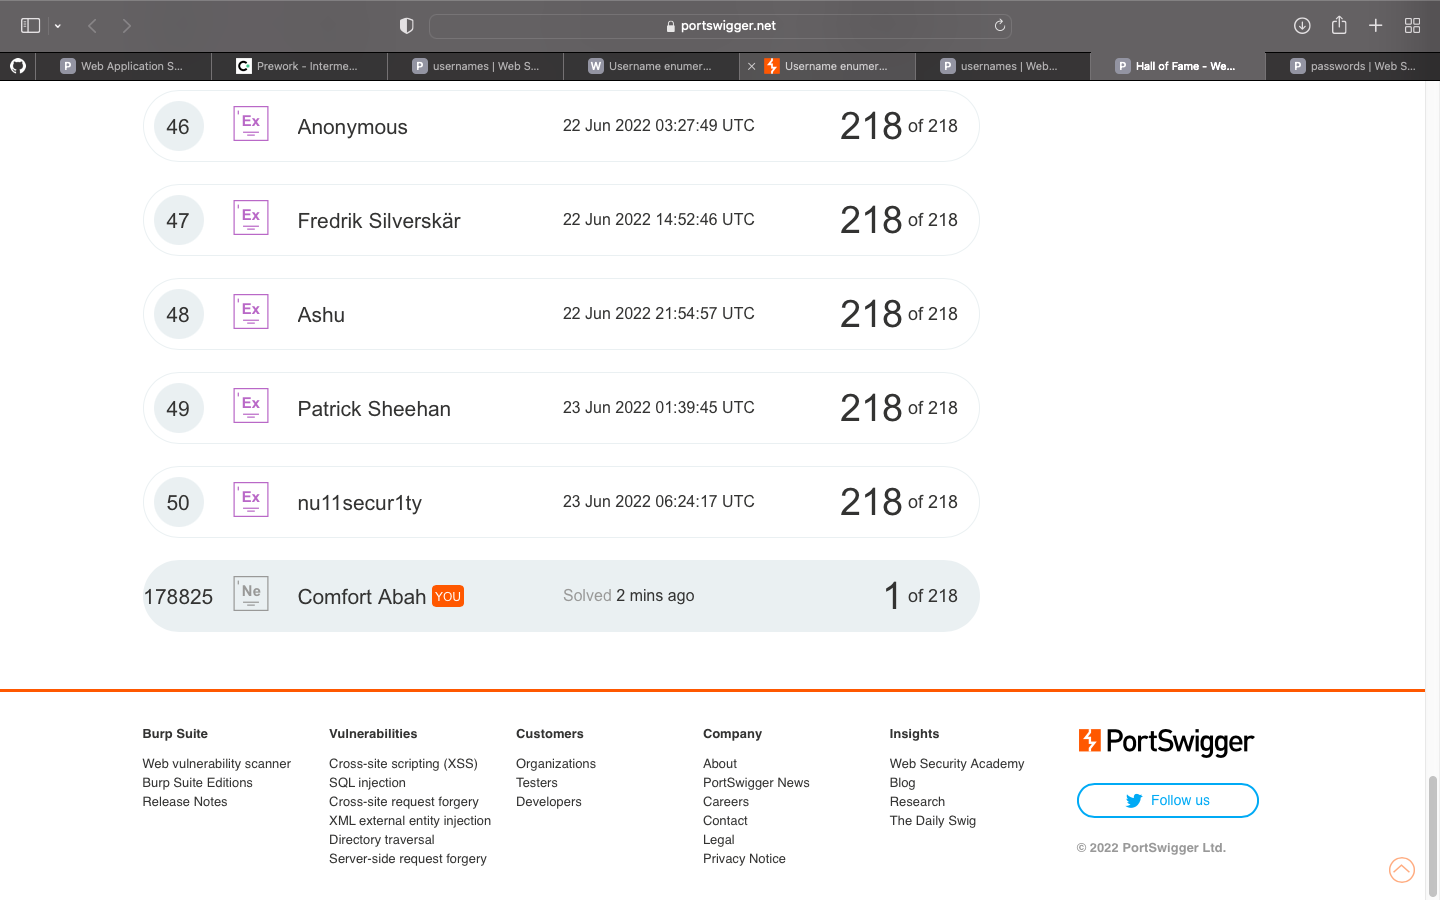 portswigger.net
Web Application S...
Prework - Interme...
usernames | Web S...
Username enumer...
Username enumer...
usernames | Web...
Hall of Fame - We...
passwords | Web S...
46 Ex Anonymous 22 Jun 2022 03:27:49 UTC 218 of 218
47 Ex Fredrik Silverskär 22 Jun 2022 14:52:46 UTC 218 of 218
48 Ex Ashu 22 Jun 2022 21:54:57 UTC 218 of 218
49 Ex Patrick Sheehan 23 Jun 2022 01:39:45 UTC 218 of 218
50 Ex nu11secur1ty 23 Jun 2022 06:24:17 UTC 218 of 218
178825 Ne Comfort Abah YOU Solved 2 mins ago 1 of 218
Burp Suite
Web vulnerability scanner
Burp Suite Editions
Release Notes
Vulnerabilities
Cross-site scripting (XSS)
SQL injection
Cross-site request forgery
XML external entity injection
Directory traversal
Server-side request forgery
Customers
Organizations
Testers
Developers
Company
About
PortSwigger News
Careers
Contact
Legal
Privacy Notice
Insights
Web Security Academy
Blog
Research
The Daily Swig
PortSwigger
Follow us
© 2022 PortSwigger Ltd.